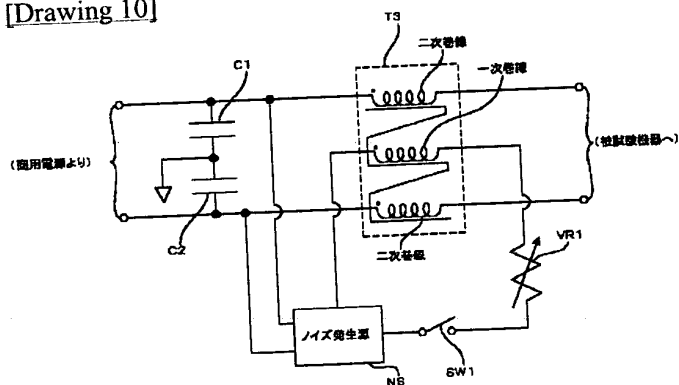 [Drawing 10]
T3
二次巻線
C1
一次巻線
(商用電源より)
(被試験機器へ)
C2
二次巻線
VR1
ノイズ発生源
SW1
NS